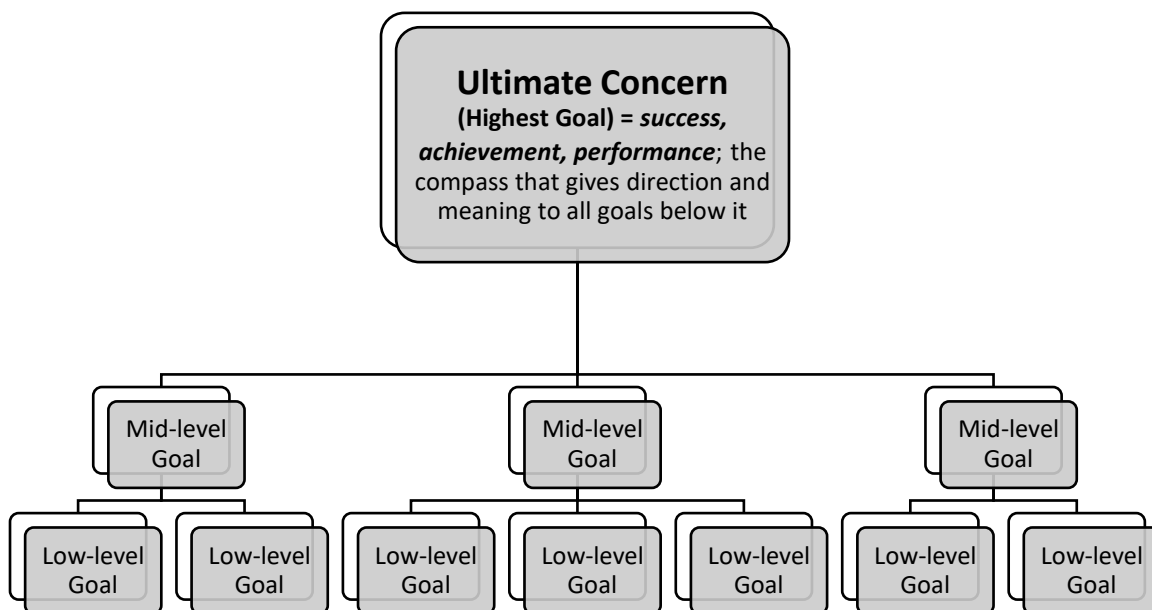 Ultimate Concern
(Highest Goal) = success,
achievement, performance; the
compass that gives direction and
meaning to all goals below it
Mid-level
Goal
Mid-level
Goal
Mid-level
Goal
Low-level
Goal
Low-level
Goal
Low-level
Goal
Low-level
Goal
Low-level
Goal
Low-level
Goal
Low-level
Goal